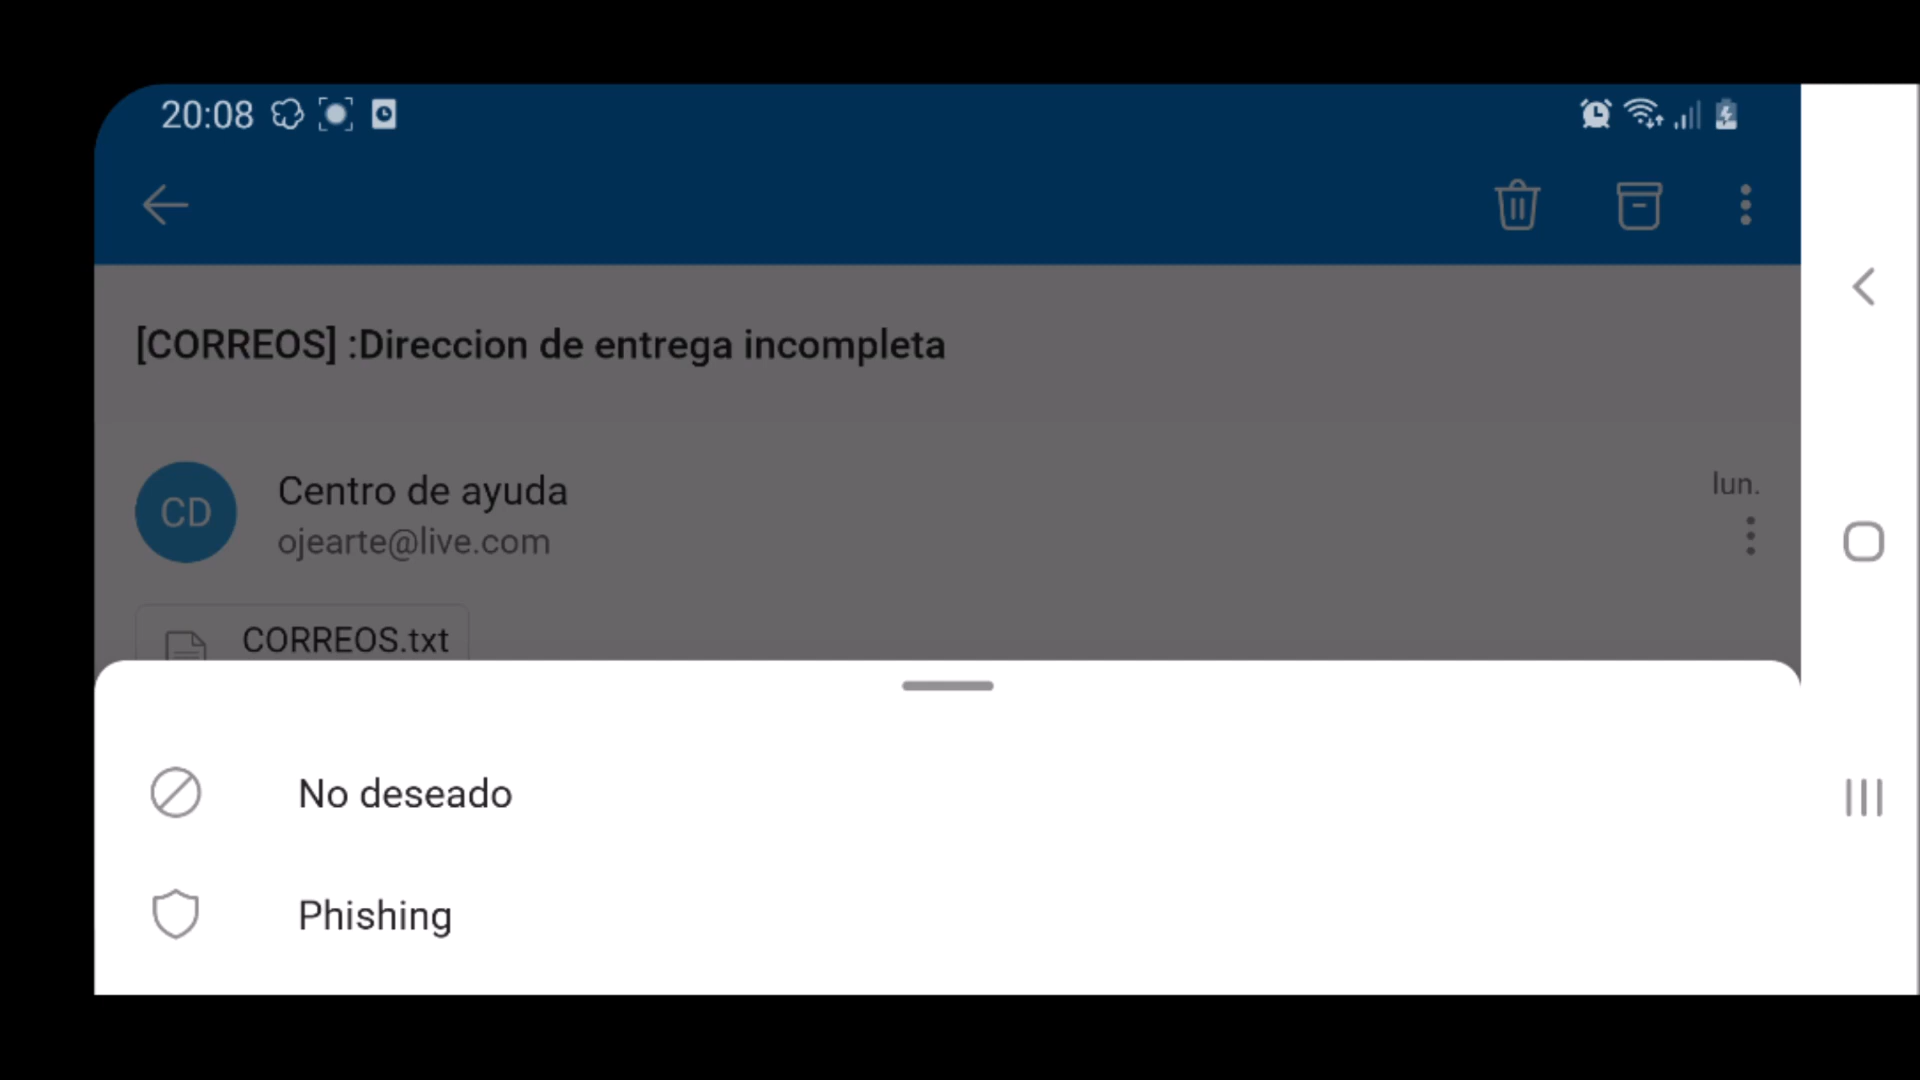 20:08
[CORREOS] :Direccion de entrega incompleta
CD
Centro de ayuda
lun.
ojearte@live.com
CORREOS.txt
No deseado
Phishing